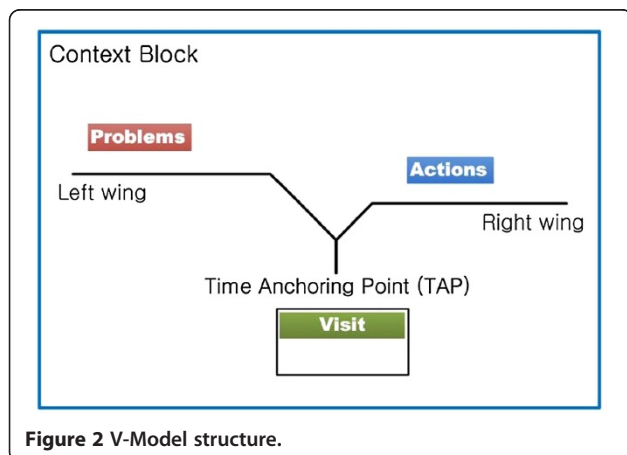 Context Block
Problems
Actions
Left wing
Right wing
Time Anchoring Point (TAP)
Visit
Figure 2 V-Model structure.